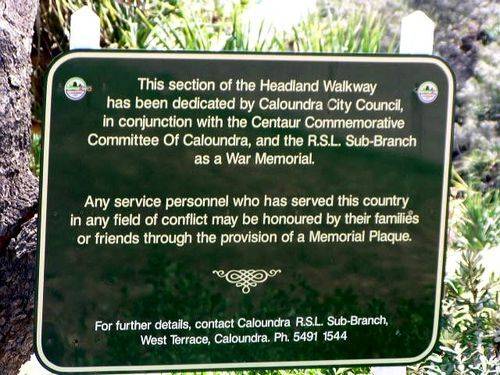 This section of the Headland Walkway
has been dedicated by Caloundra City Council,
in conjunction with the Centaur Commemorative
Committee Of Caloundra, and the R.S.L. Sub-Branch
as a War Memorial.
Any service personnel who has served this country
in any field of conflict may be honoured by their families
or friends through the provision of a Memorial Plaque.
For further details, contact Caloundra R.S.L. Sub-Branch,
West Terrace, Caloundra. Ph. 5491 1544